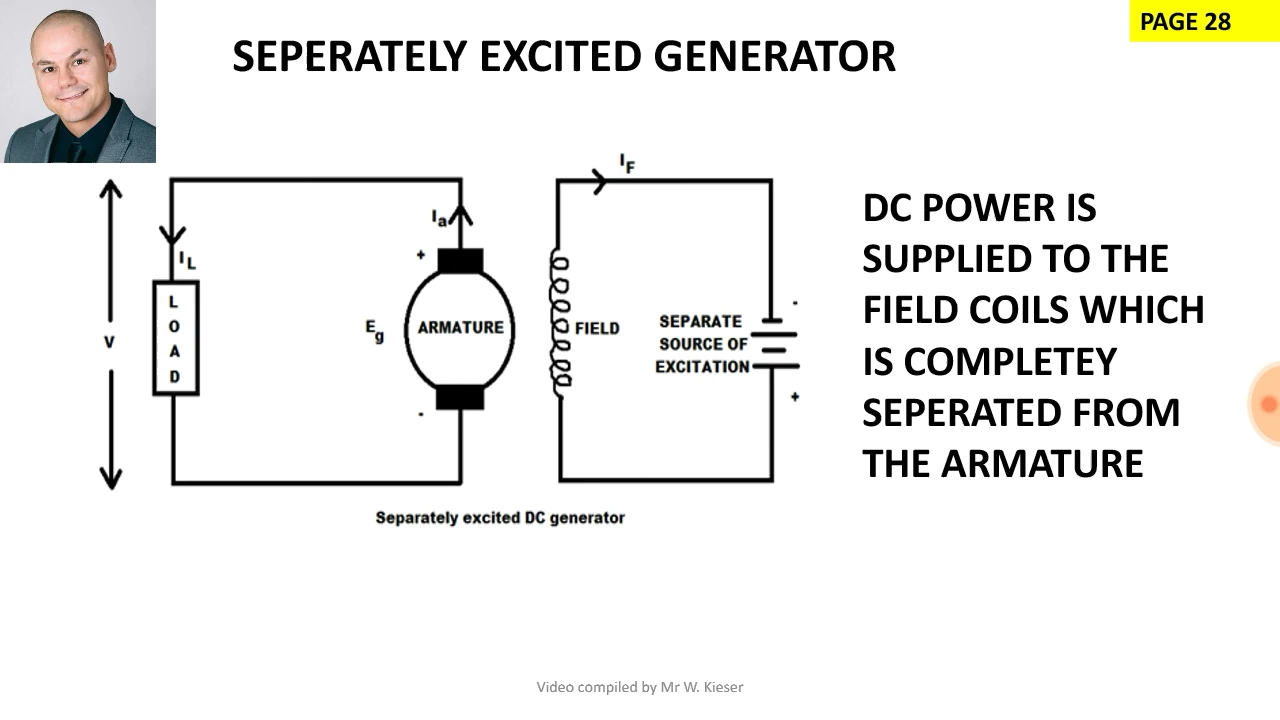 PAGE 28
SEPERATELY EXCITED GENERATOR
IF
Ia
+
IL
L
O
A
D
V
Eg
ARMATURE
-
FIELD
SEPARATE
SOURCE OF
EXCITATION
-
+
DC POWER IS
SUPPLIED TO THE
FIELD COILS WHICH
IS COMPLETEY
SEPERATED FROM
THE ARMATURE
Separately excited DC generator
Video compiled by Mr W. Kieser